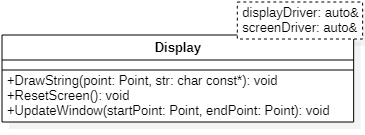 displayDriver: auto&
screenDriver: auto&
Display
+DrawString(point: Point, str: char const*): void
+ResetScreen(): void
+UpdateWindow(startPoint: Point, endPoint: Point): void